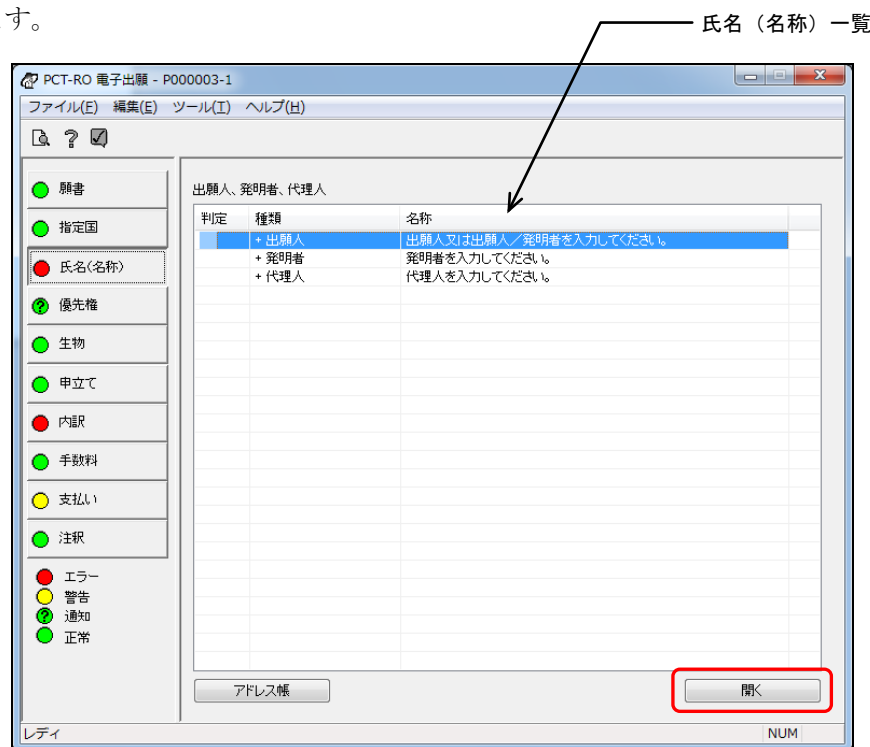 す。
氏名（名称）一覧
PCT-RO 電子出願 - P000003-1
ファイル(F) 編集(E) ツール(T) ヘルプ(H)
願書
指定国
氏名(名称)
優先権
生物
申立て
内訳
手数料
支払い
注釈
エラー
警告
通知
正常
出願人、発明者、代理人
判定 種類 名称
+ 出願人 出願人又は出願人／発明者を入力してください。
+ 発明者 発明者を入力してください。
+ 代理人 代理人を入力してください。
アドレス帳 開く
レディ NUM